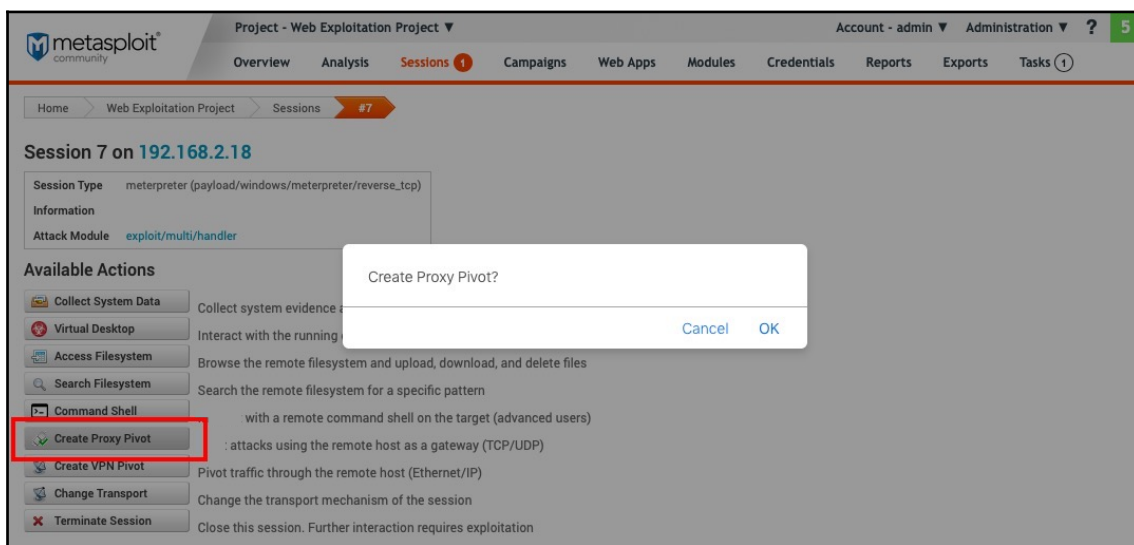 metasploit®
community
Project - Web Exploitation Project ▼
Account - admin ▼ Administration ▼ ? 5
Overview Analysis Sessions 1 Campaigns Web Apps Modules Credentials Reports Exports Tasks 1
Home Web Exploitation Project Sessions #7
Session 7 on 192.168.2.18
Session Type meterpreter (payload/windows/meterpreter/reverse_tcp)
Information
Attack Module exploit/multi/handler
Create Proxy Pivot?
Cancel OK
Available Actions
Collect System Data Collect system evidence
Virtual Desktop Interact with the running
Access Filesystem Browse the remote filesystem and upload, download, and delete files
Search Filesystem Search the remote filesystem for a specific pattern
Command Shell with a remote command shell on the target (advanced users)
Create Proxy Pivot attacks using the remote host as a gateway (TCP/UDP)
Create VPN Pivot Pivot traffic through the remote host (Ethernet/IP)
Change Transport Change the transport mechanism of the session
Terminate Session Close this session. Further interaction requires exploitation